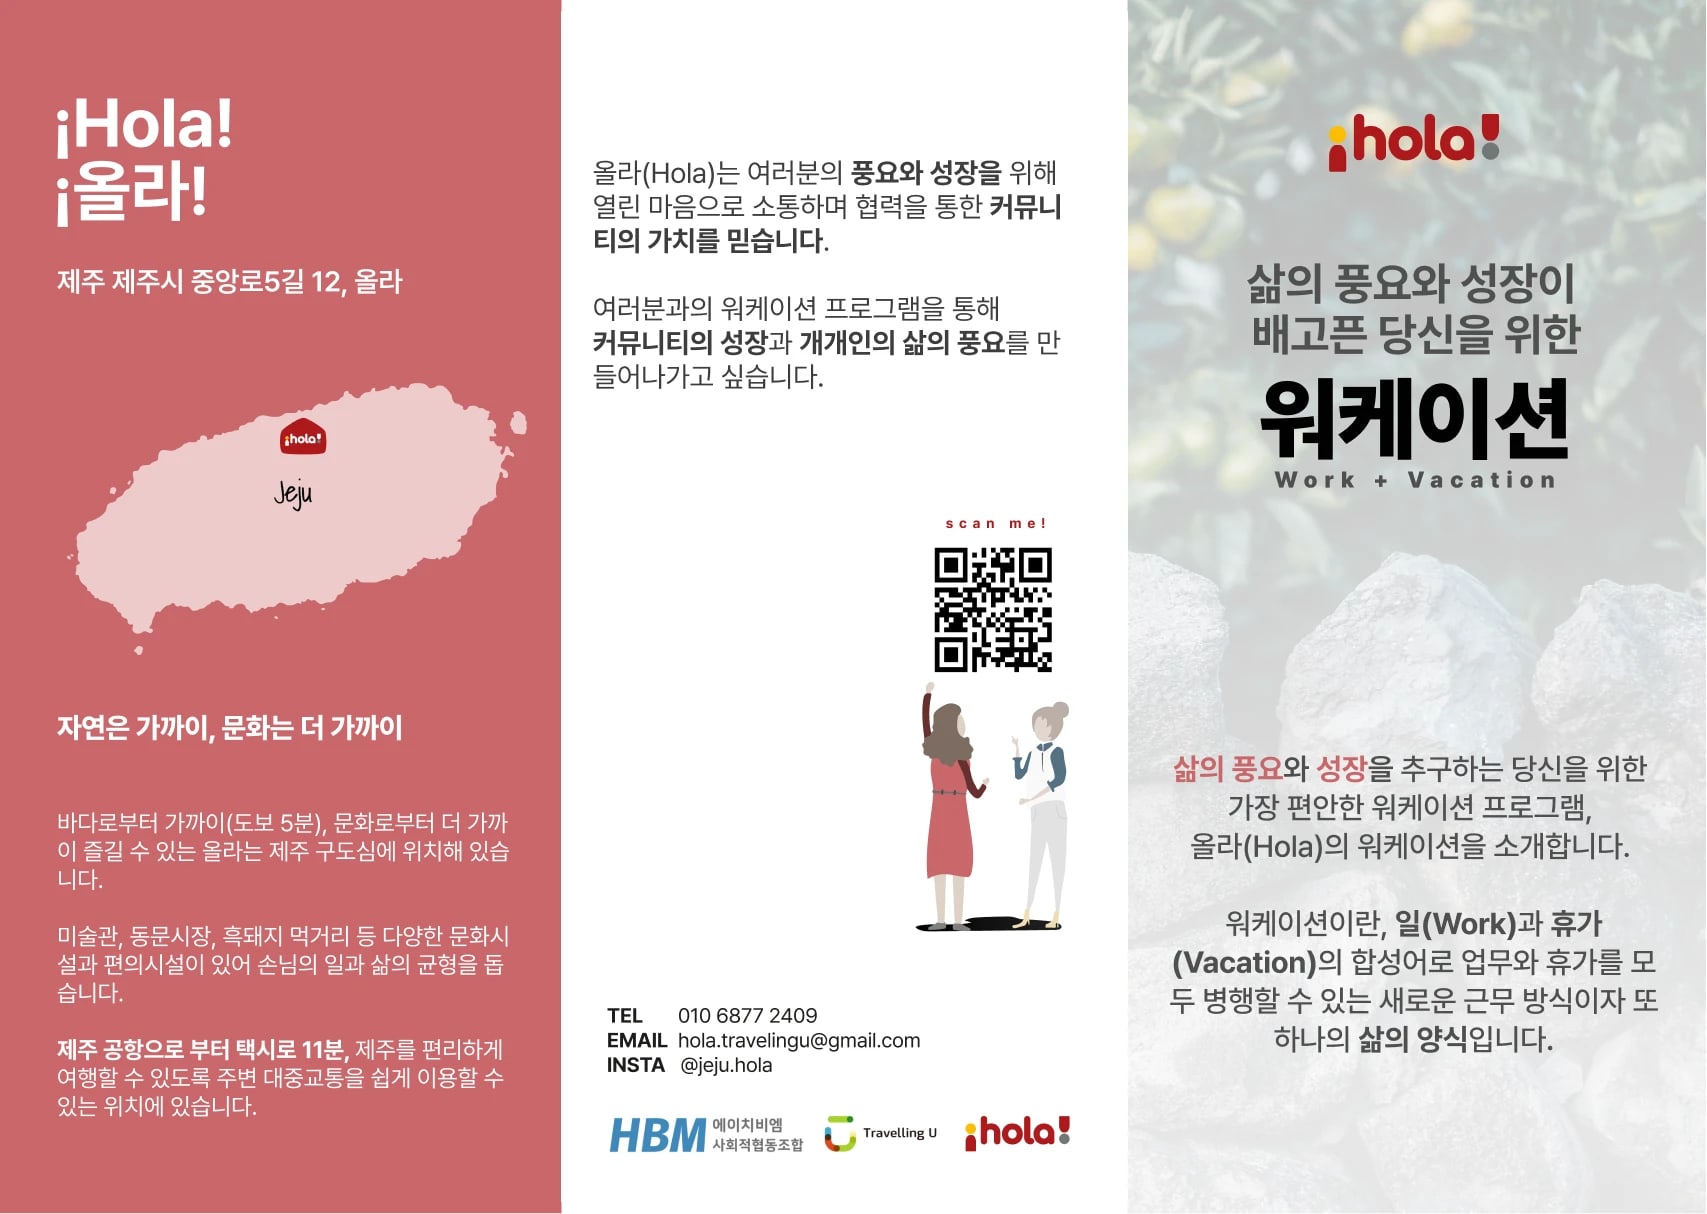 ¡Hola!
¡올라!
제주 제주시 중앙로5길 12, 올라
¡hola!
Jeju
자연은 가까이, 문화는 더 가까이
바다로부터 가까이(도보 5분), 문화로부터 더 가까
이 즐길 수 있는 올라는 제주 구도심에 위치해 있습
니다.
미술관, 동문시장, 흑돼지 먹거리 등 다양한 문화시
설과 편의시설이 있어 손님의 일과 삶의 균형을 돕
습니다.
제주 공항으로 부터 택시로 11분, 제주를 편리하게
여행할 수 있도록 주변 대중교통을 쉽게 이용할 수
있는 위치에 있습니다.
올라(Hola)는 여러분의 풍요와 성장을 위해
열린 마음으로 소통하며 협력을 통한 커뮤니
티의 가치를 믿습니다.
여러분과의 워케이션 프로그램을 통해
커뮤니티의 성장과 개개인의 삶의 풍요를 만
들어나가고 싶습니다.
scan me!
TEL 010 6877 2409
EMAIL hola.travelingu@gmail.com
INSTA @jeju.hola
HBM 에이치비엠
사회적협동조합
Travelling U
¡hola!
¡hola!
삶의 풍요와 성장이
배고픈 당신을 위한
워케이션
Work + Vacation
삶의 풍요와 성장을 추구하는 당신을 위한
가장 편안한 워케이션 프로그램,
올라(Hola)의 워케이션을 소개합니다.
워케이션이란, 일(Work)과 휴가
(Vacation)의 합성어로 업무와 휴가를 모
두 병행할 수 있는 새로운 근무 방식이자 또
하나의 삶의 양식입니다.